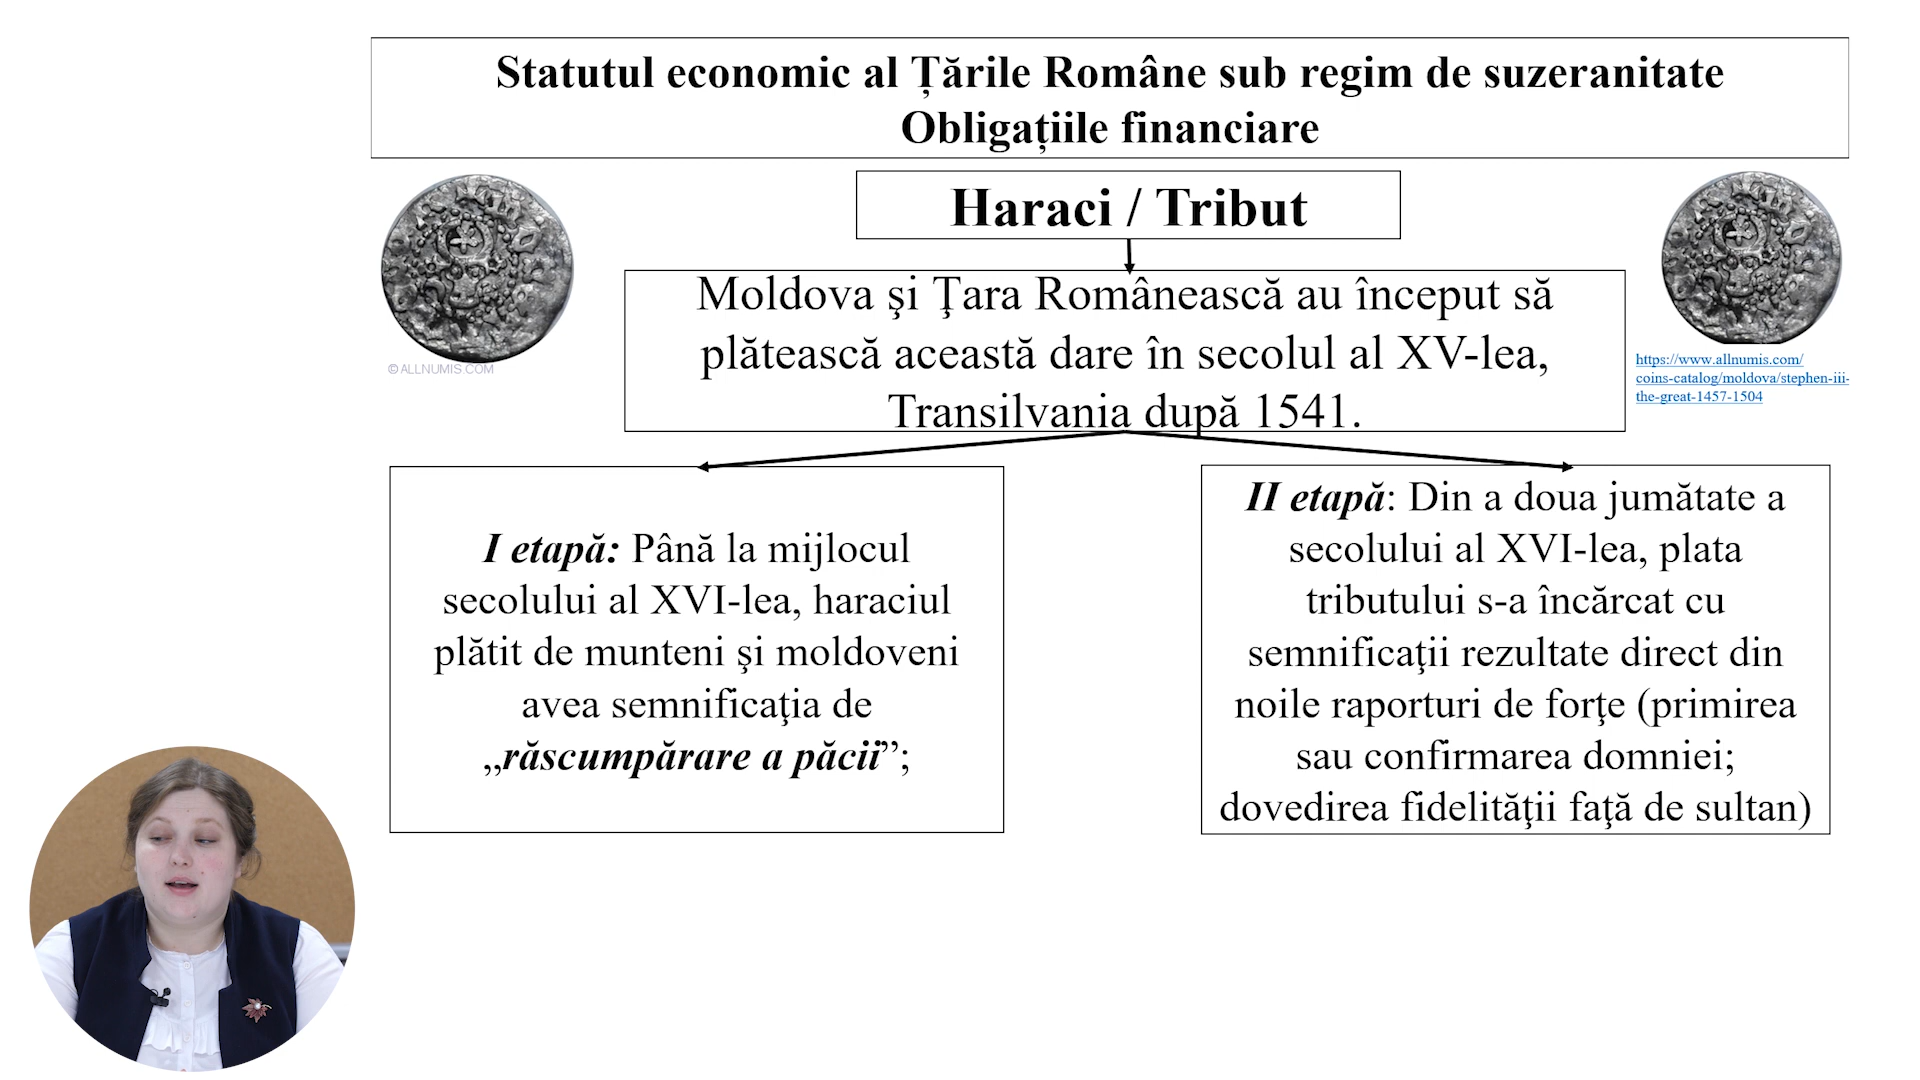 Statutul economic al Țările Române sub regim de suzeranitate
Obligațiile financiare
Haraci / Tribut
Moldova şi Ţara Românească au început să
plătească această dare în secolul al XV-lea,
Transilvania după 1541.
©ALLNUMIS.COM
https://www.allnumis.com/
coins-catalog/moldova/stephen-iii-
the-great-1457-1504
I etapă: Până la mijlocul
secolului al XVI-lea, haraciul
plătit de munteni şi moldoveni
avea semnificaţia de
„răscumpărare a păcii”;
II etapă: Din a doua jumătate a
secolului al XVI-lea, plata
tributului s-a încărcat cu
semnificaţii rezultate direct din
noile raporturi de forţe (primirea
sau confirmarea domniei;
dovedirea fidelităţii faţă de sultan)